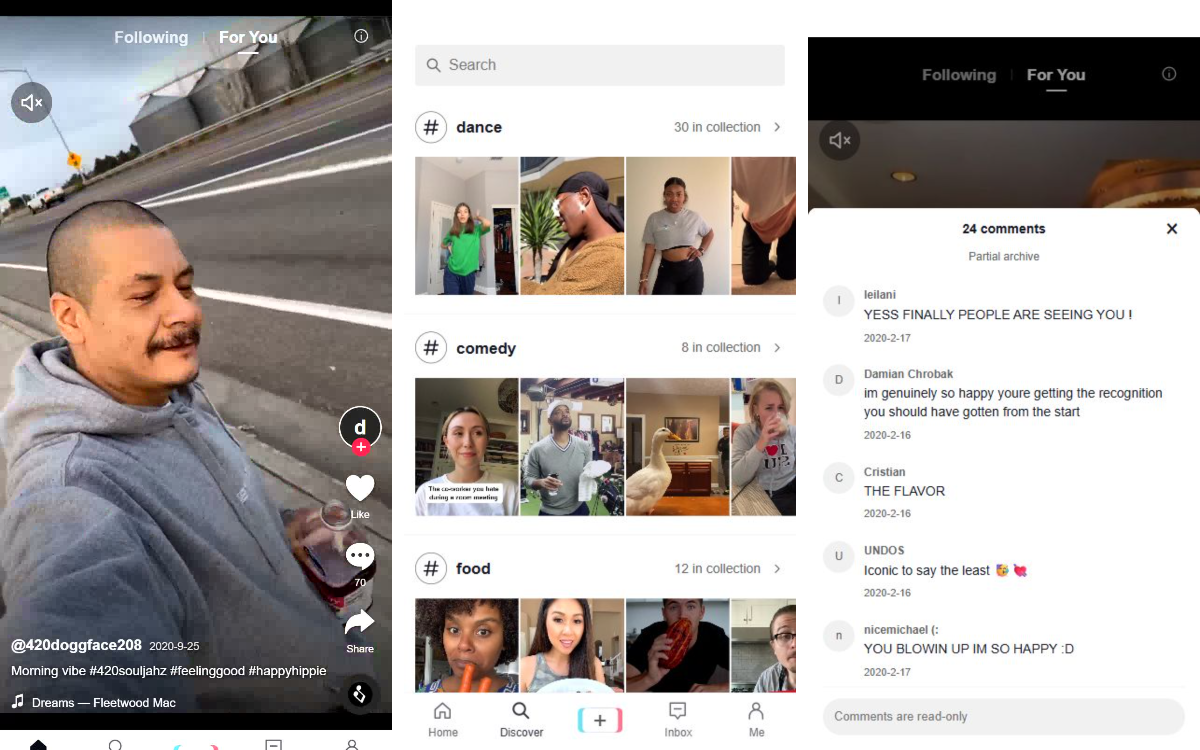 Following
For You
d
Like
70
Share
@420doggface208 2020-9-25
Morning vibe #420souljahz #feelinggood #happyhippie
Dreams — Fleetwood Mac
Search
# dance
30 in collection
# comedy
8 in collection
The co-worker you hate
during a zoom meeting
# food
12 in collection
Home
Discover
Inbox
Me
Following
For You
24 comments
Partial archive
l
leilani
YESS FINALLY PEOPLE ARE SEEING YOU !
2020-2-17
D
Damian Chrobak
im genuinely so happy youre getting the recognition
you should have gotten from the start
2020-2-16
C
Cristian
THE FLAVOR
2020-2-16
U
UNDOS
Iconic to say the least 🥳 💘
2020-2-16
n
nicemichael (:
YOU BLOWIN UP IM SO HAPPY :D
2020-2-17
Comments are read-only